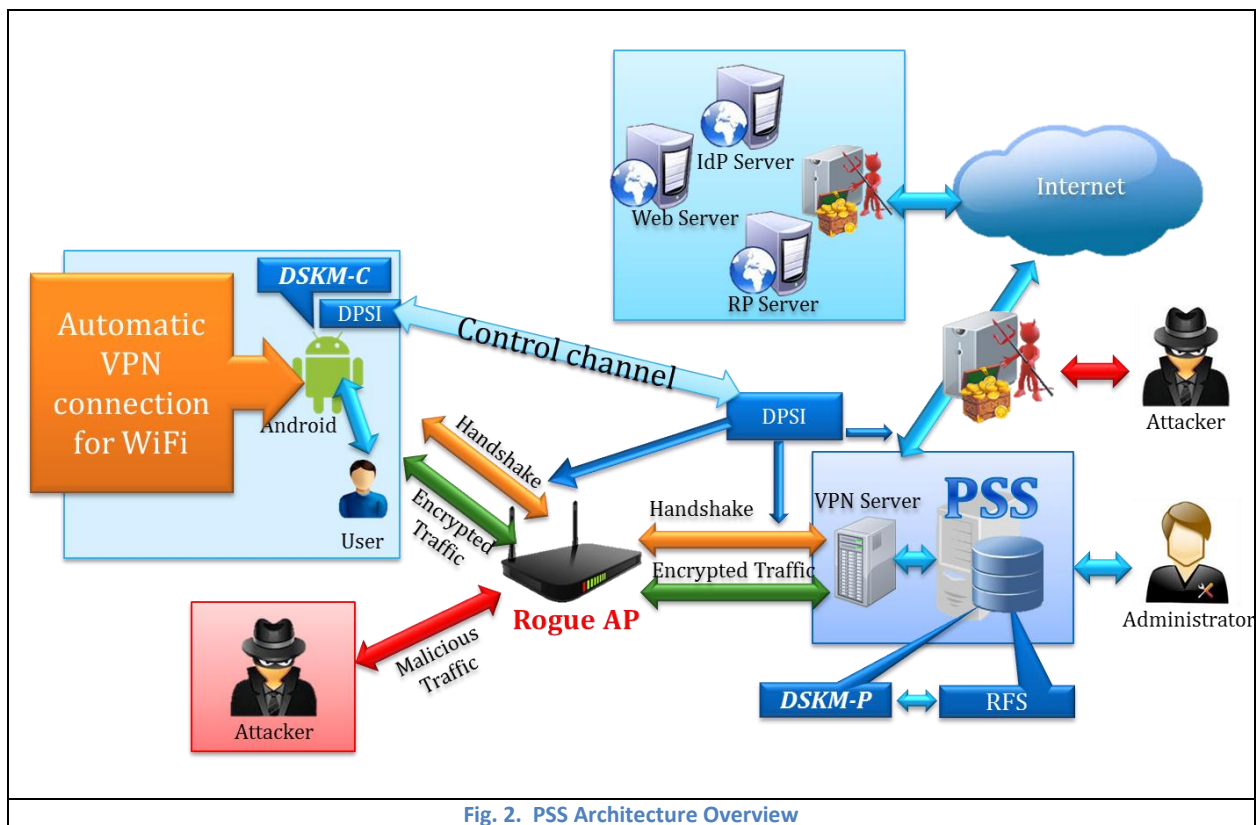 IdP Server
Web Server
RP Server
Internet
DSKM-C
DPSI
Automatic
VPN
connection
for WiFi
Android
User
Control channel
DPSI
Attacker
Handshake
Encrypted
Traffic
Handshake
Encrypted Traffic
VPN Server
PSS
Administrator
Rogue AP
Malicious
Traffic
Attacker
DSKM-P
RFS
Fig. 2. PSS Architecture Overview